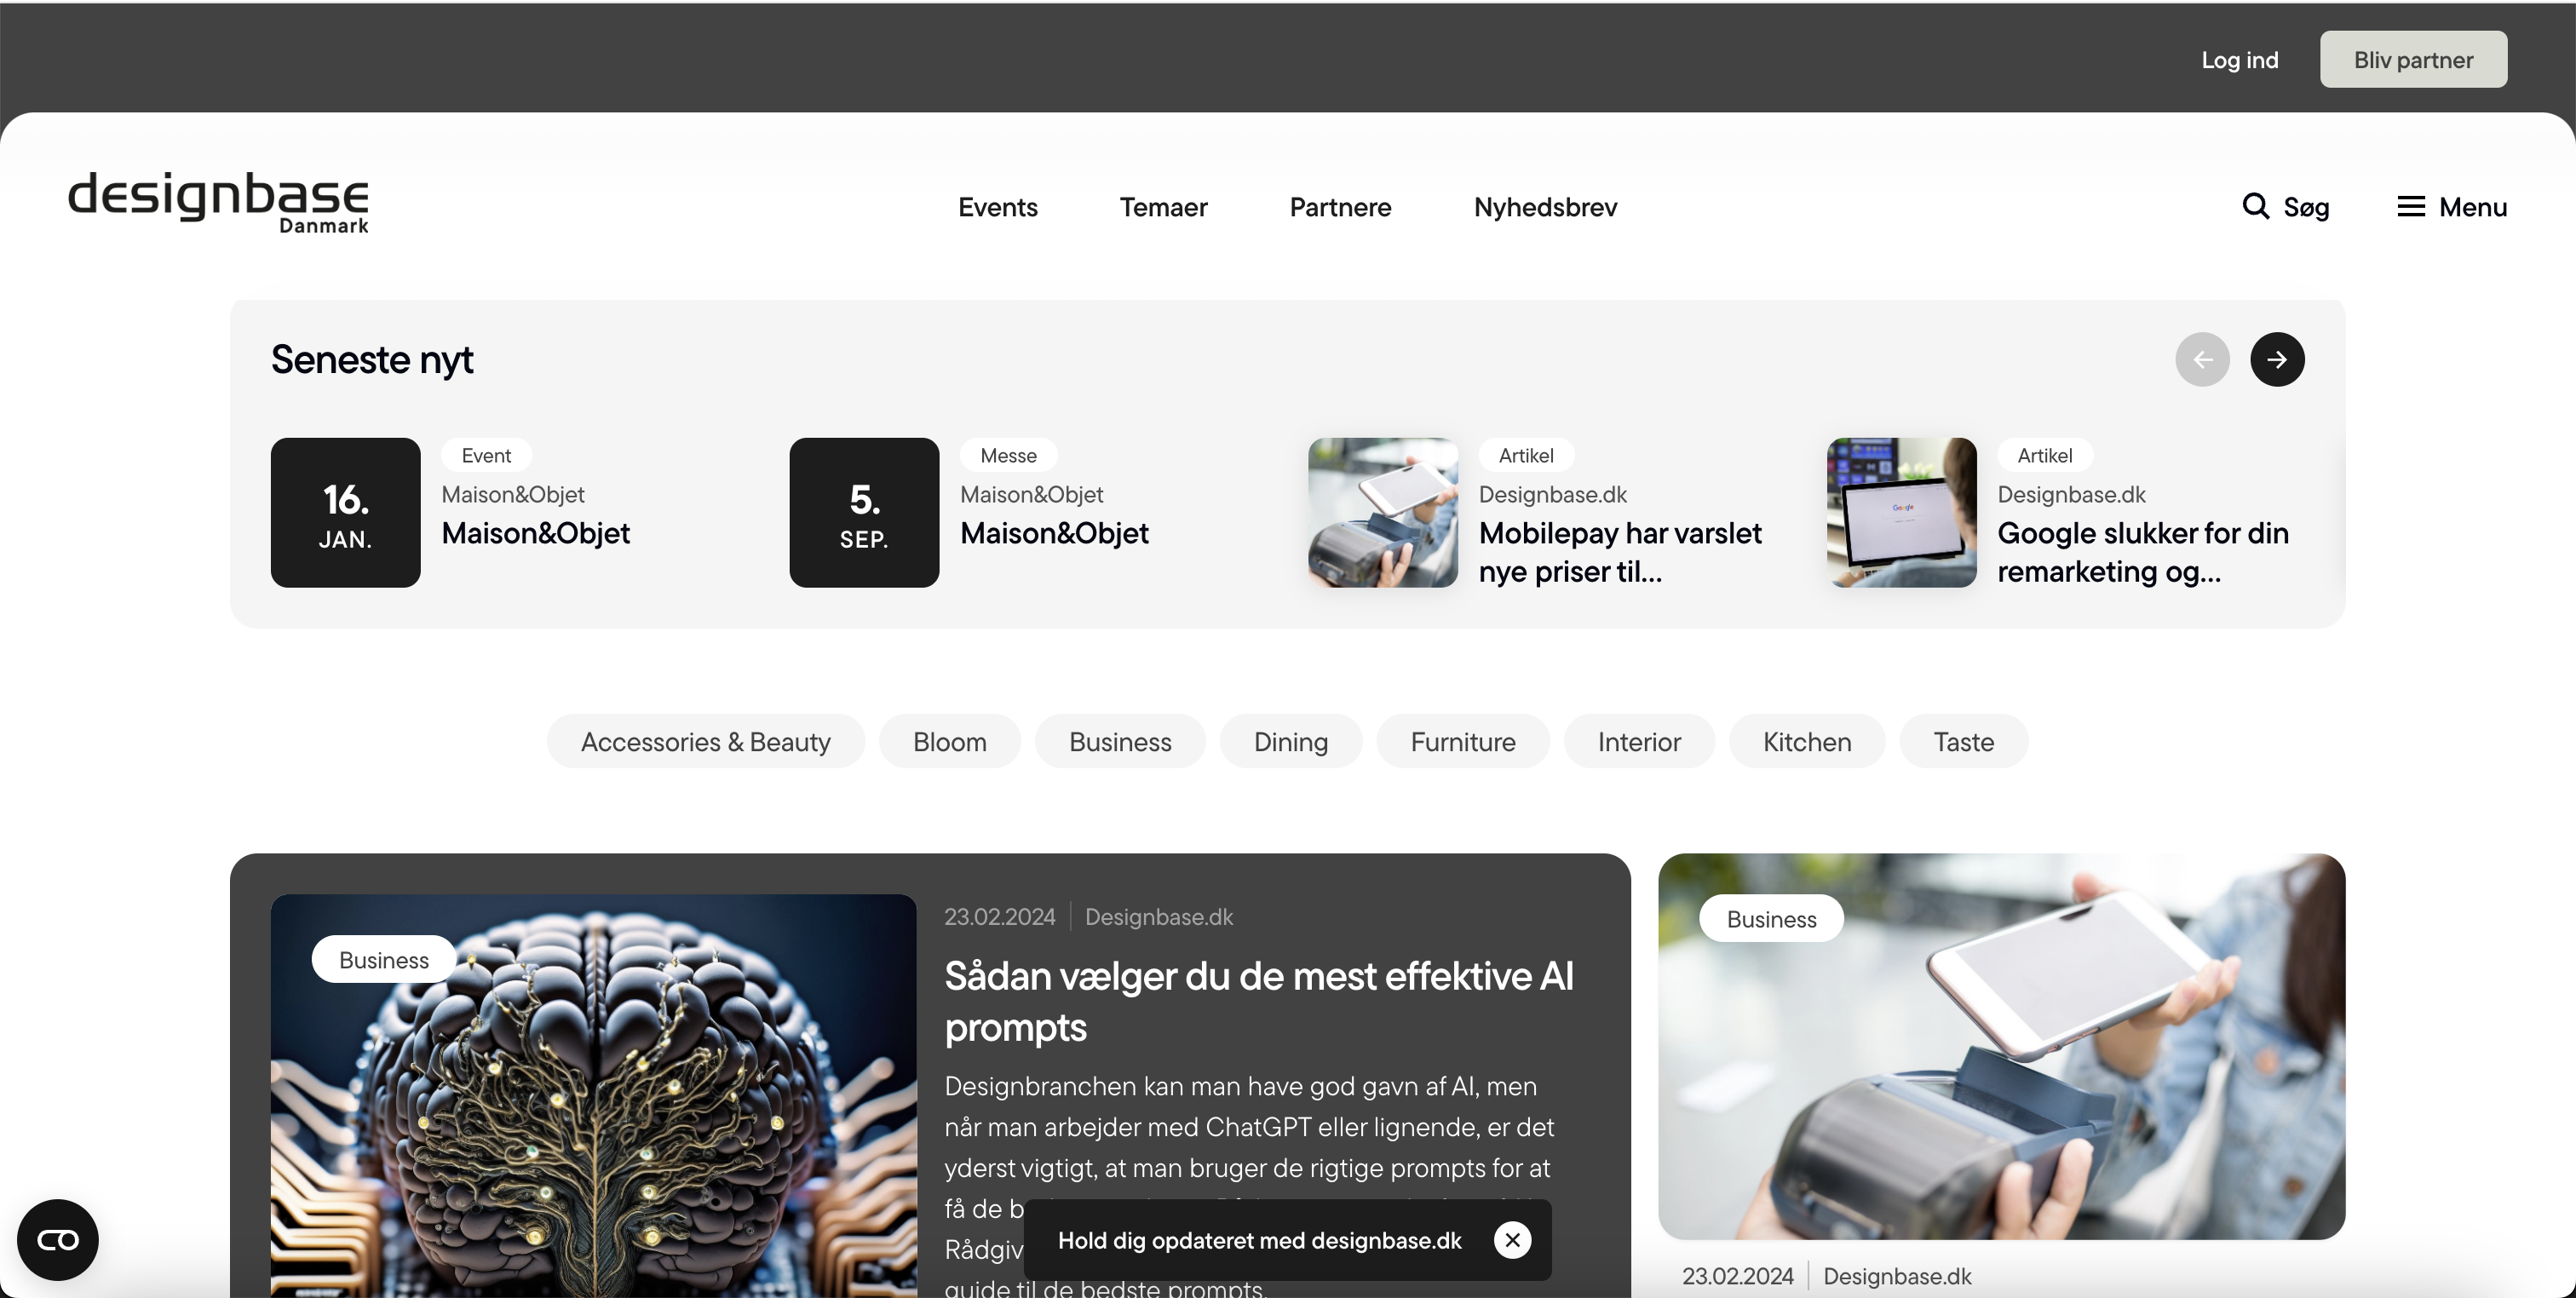 Log ind
Bliv partner
designbase
Danmark
Events
Temaer
Partnere
Nyhedsbrev
Søg
Menu
Seneste nyt
16.
JAN.
Event
Maison&Objet
Maison&Objet
5.
SEP.
Messe
Maison&Objet
Maison&Objet
Artikel
Designbase.dk
Mobilepay har varslet
nye priser til...
Google
Artikel
Designbase.dk
Google slukker for din
remarketing og...
Accessories & Beauty
Bloom
Business
Dining
Furniture
Interior
Kitchen
Taste
Business
23.02.2024
Designbase.dk
Sådan vælger du de mest effektive AI
prompts
Designbranchen kan man have god gavn af AI, men
når man arbejder med ChatGPT eller lignende, er det
yderst vigtigt, at man bruger de rigtige prompts for at
få de
guide til de bedste prompts.
Hold dig opdateret med designbase.dk
Business
23.02.2024
Designbase.dk